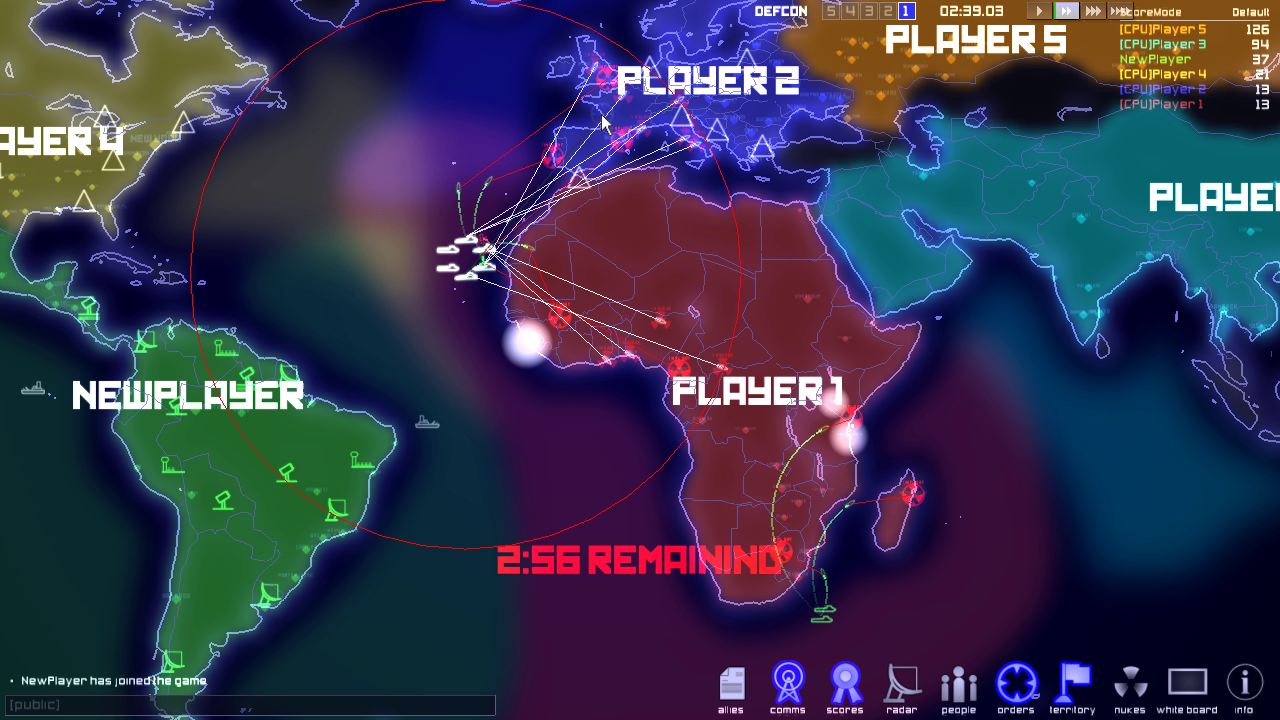 DEFCON 5 4 3 2 1 02:39.03
ScoreMode Default
[CPU]Player 5 126
[CPU]Player 3 94
NewPlayer 37
[CPU]Player 4 21
[CPU]Player 2 13
[CPU]Player 1 13
PLAYER 5
PLAYER 2
AYER 4
PLAYE
NEWPLAYER
PLAYER 1
2:56 REMAINING
• NewPlayer has joined the game
[public]
allies comms scores radar people orders territory nukes white board info